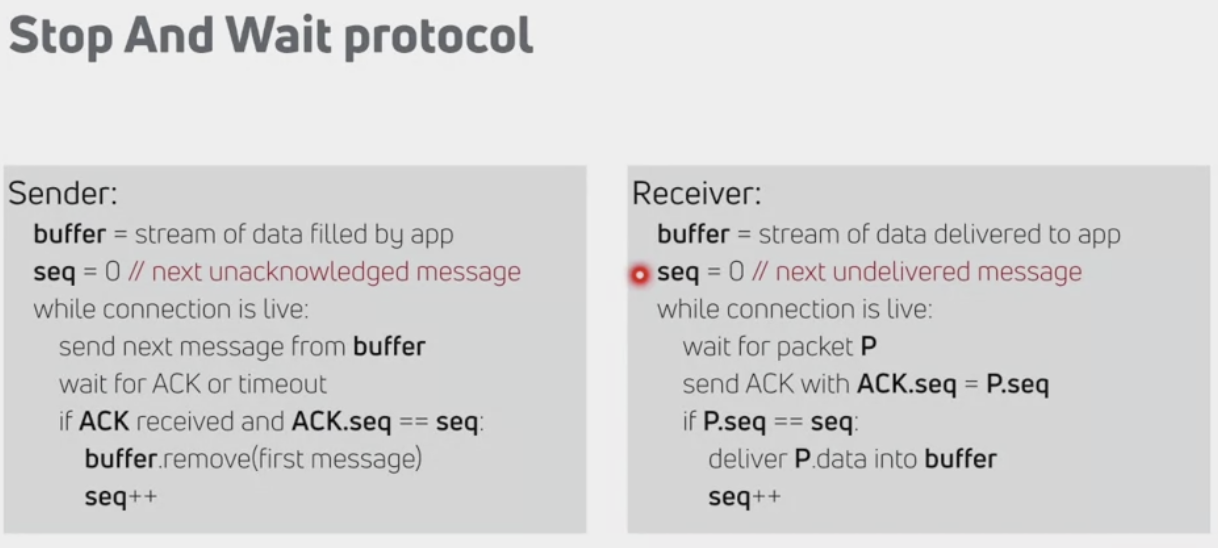 Stop And Wait protocol
Sender:
buffer = stream of data filled by app
seq = 0 // next unacknowledged message
while connection is live:
send next message from buffer
wait for ACK or timeout
if ACK received and ACK.seq == seq:
buffer.remove(first message)
seq++
Receiver:
buffer = stream of data delivered to app
seq = 0 // next undelivered message
while connection is live:
wait for packet P
send ACK with ACK.seq = P.seq
if P.seq == seq:
deliver P.data into buffer
seq++